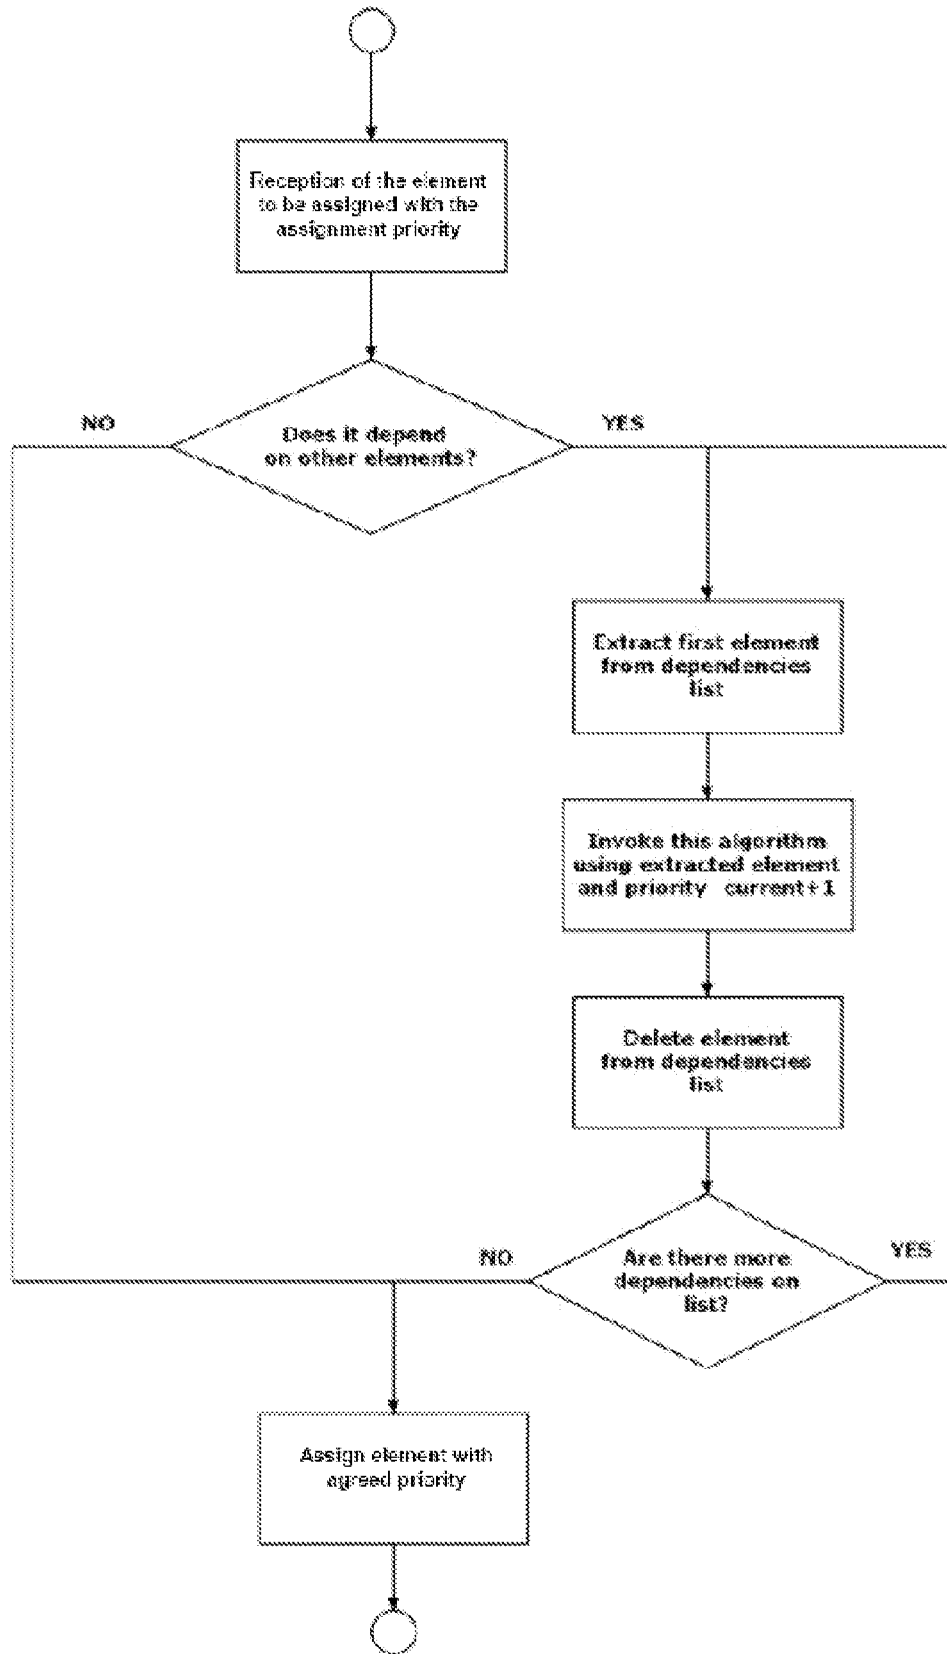 Reception of the element
to be assigned with the
assignment priority
NO
YES
Does it depend
on other elements?
Extract first element
from dependencies
list
Invoke this algorithm
using extracted element
and priority current+1
Delete element
from dependencies
list
NO
YES
Are there more
dependencies on
list?
Assign element with
agreed priority